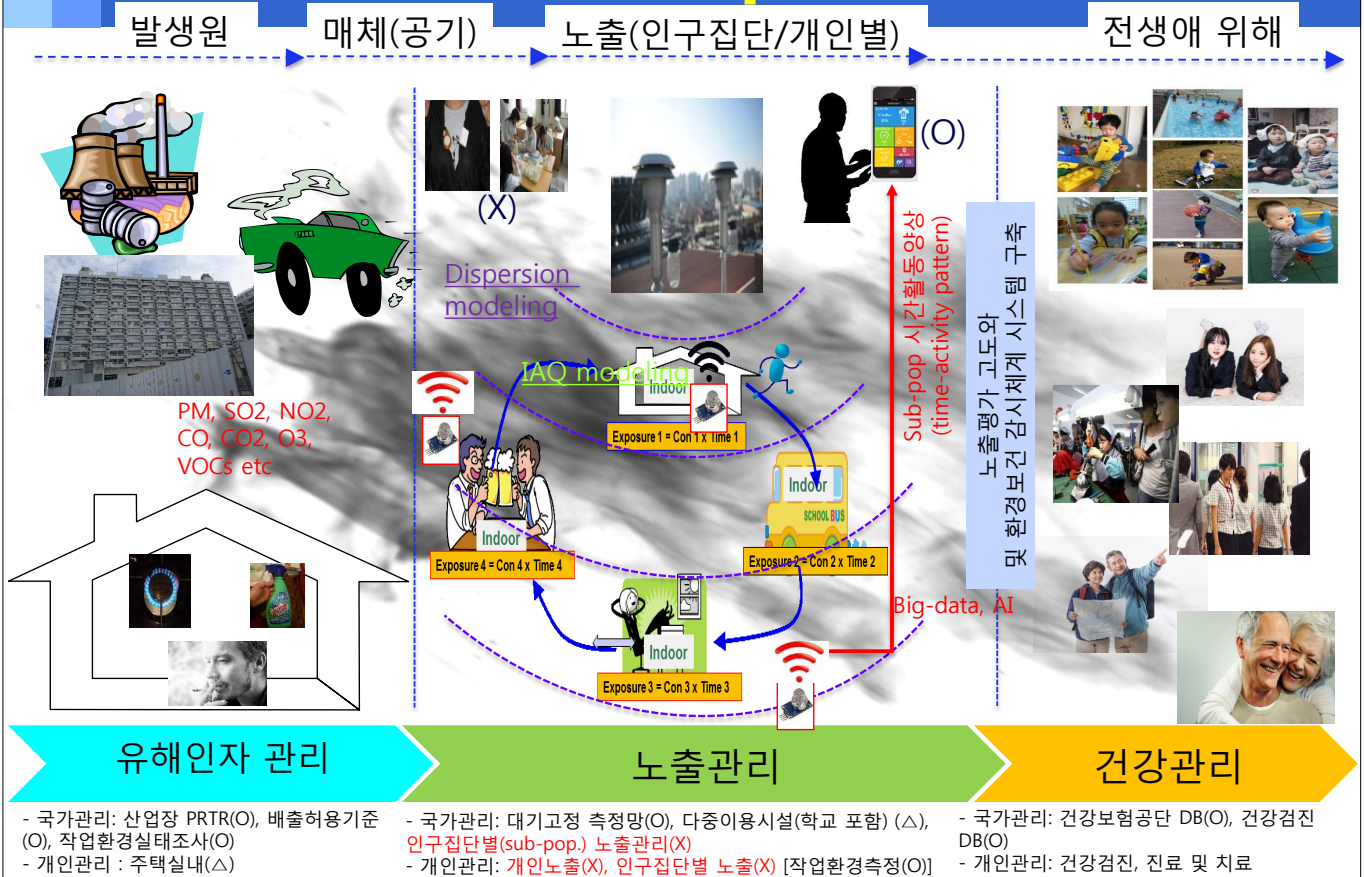 발생원
매체(공기)
노출(인구집단/개인별)
전생애 위해
(X)
(O)
Dispersion
modeling
IAQ modeling
Indoor
Exposure 1 = Con 1 x Time 1
PM, SO2, NO2,
CO, CO2, O3,
VOCs etc
Indoor
SCHOOL BUS
Exposure 2 = Con 2 x Time 2
Indoor
Exposure 4 = Con 4 x Time 4
Indoor
Exposure 3 = Con 3 x Time 3
Sub-pop 시간활동양상
(time-activity pattern)
Big-data, AI
노출평가 고도와
및 환경보건 감시체계 시스템 구축
유해인자 관리
노출관리
건강관리
- 국가관리: 산업장 PRTR(O), 배출허용기준
(O), 작업환경실태조사(O)
- 개인관리 : 주택실내(△)
- 국가관리: 대기고정 측정망(O), 다중이용시설(학교 포함) (△),
인구집단별(sub-pop.) 노출관리(X)
- 개인관리: 개인노출(X), 인구집단별 노출(X) [작업환경측정(O)]
- 국가관리: 건강보험공단 DB(O), 건강검진
DB(O)
- 개인관리: 건강검진, 진료 및 치료